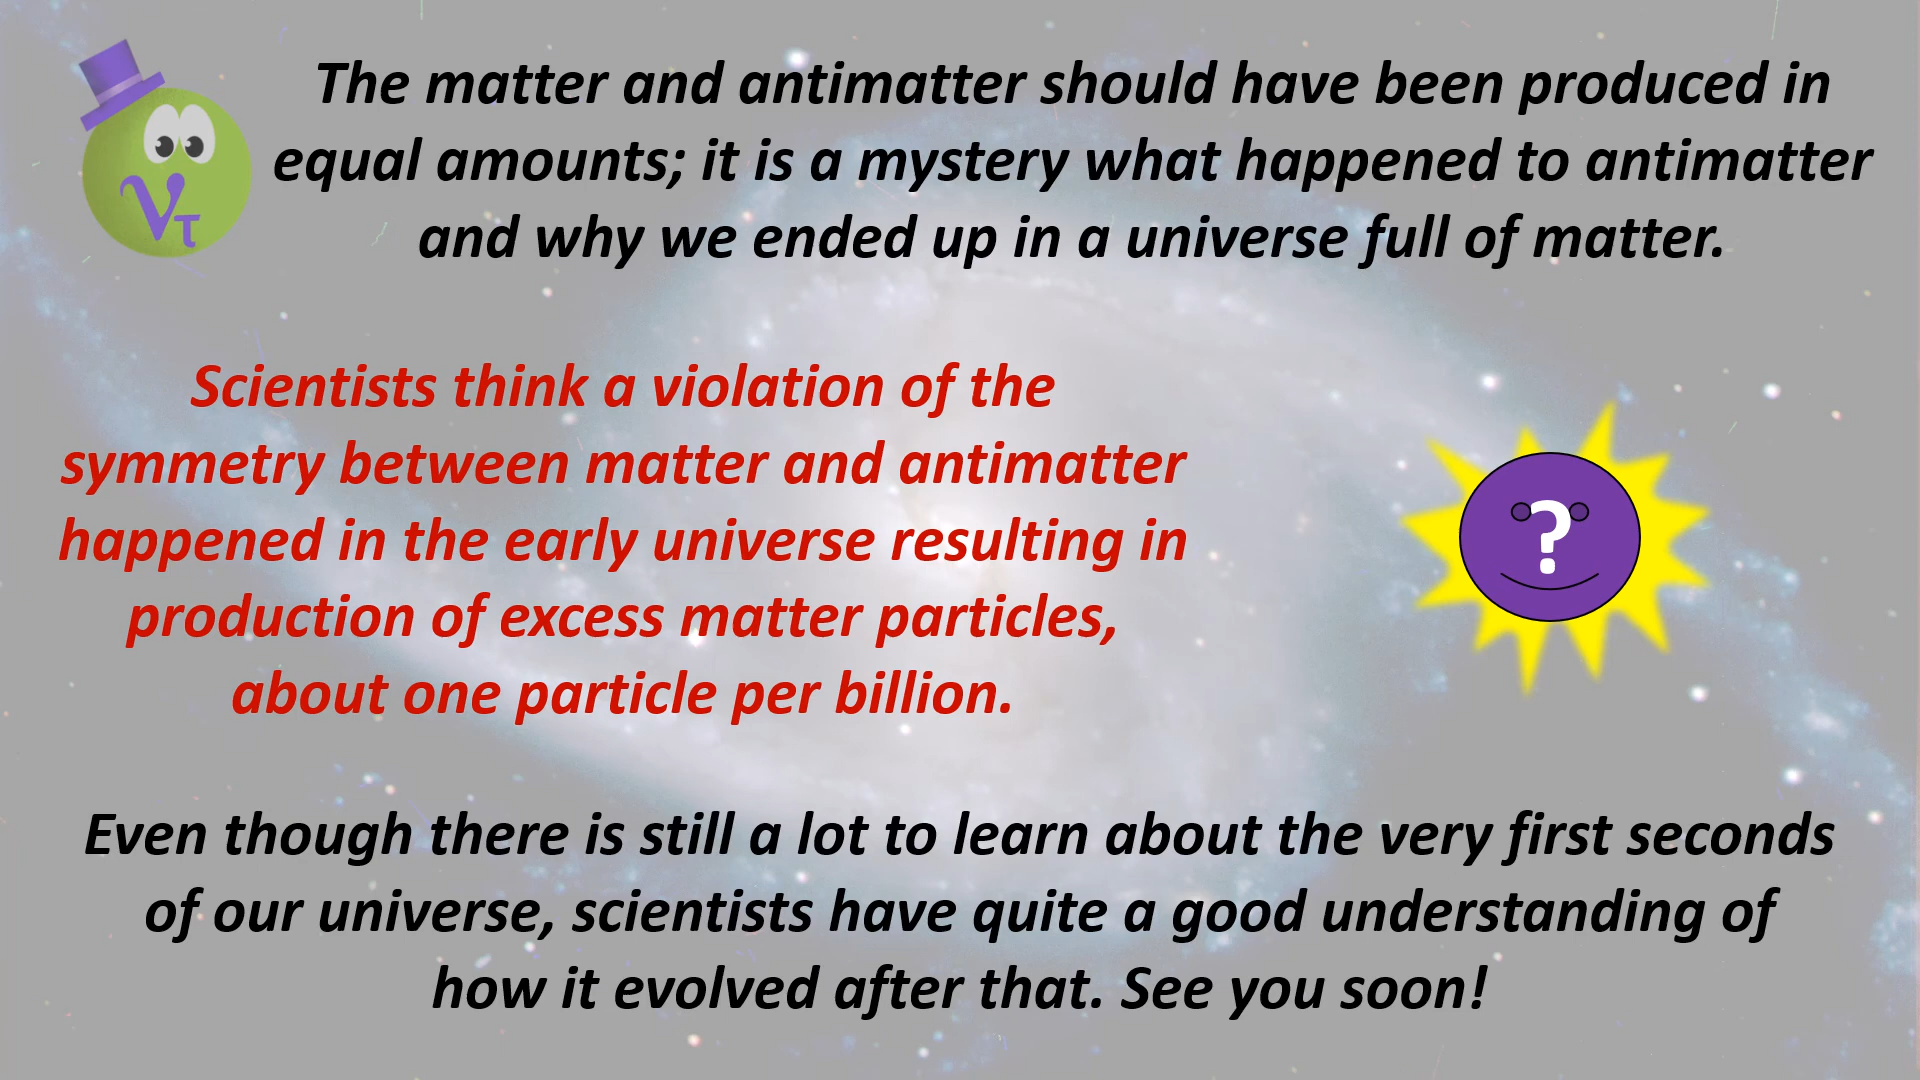 The matter and antimatter should have been produced in
equal amounts; it is a mystery what happened to antimatter
and why we ended up in a universe full of matter.
ντ
Scientists think a violation of the
symmetry between matter and antimatter
happened in the early universe resulting in
production of excess matter particles,
about one particle per billion.
?
Even though there is still a lot to learn about the very first seconds
of our universe, scientists have quite a good understanding of
how it evolved after that. See you soon!